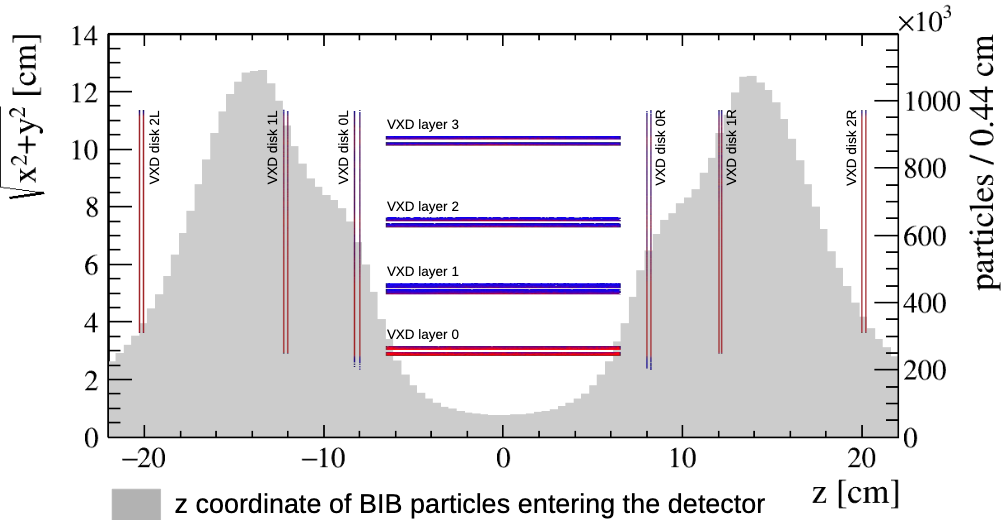 ×10³
√x²+y² [cm]
14
12
10
8
6
4
2
0
VXD disk 2L
VXD disk 1L
VXD disk 0L
VXD layer 3
VXD layer 2
VXD layer 1
VXD layer 0
VXD disk 0R
VXD disk 1R
VXD disk 2R
1000
800
600
400
200
0
particles / 0.44 cm
−20 −10 0 10 20
z [cm]
z coordinate of BIB particles entering the detector